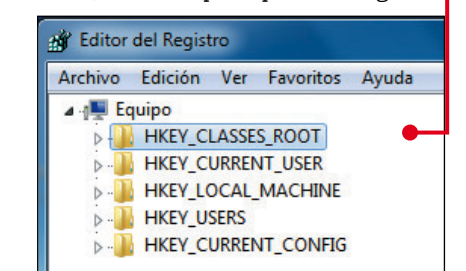 Editor del Registro
Archivo Edición Ver Favoritos Ayuda
Equipo
HKEY_CLASSES_ROOT
HKEY_CURRENT_USER
HKEY_LOCAL_MACHINE
HKEY_USERS
HKEY_CURRENT_CONFIG